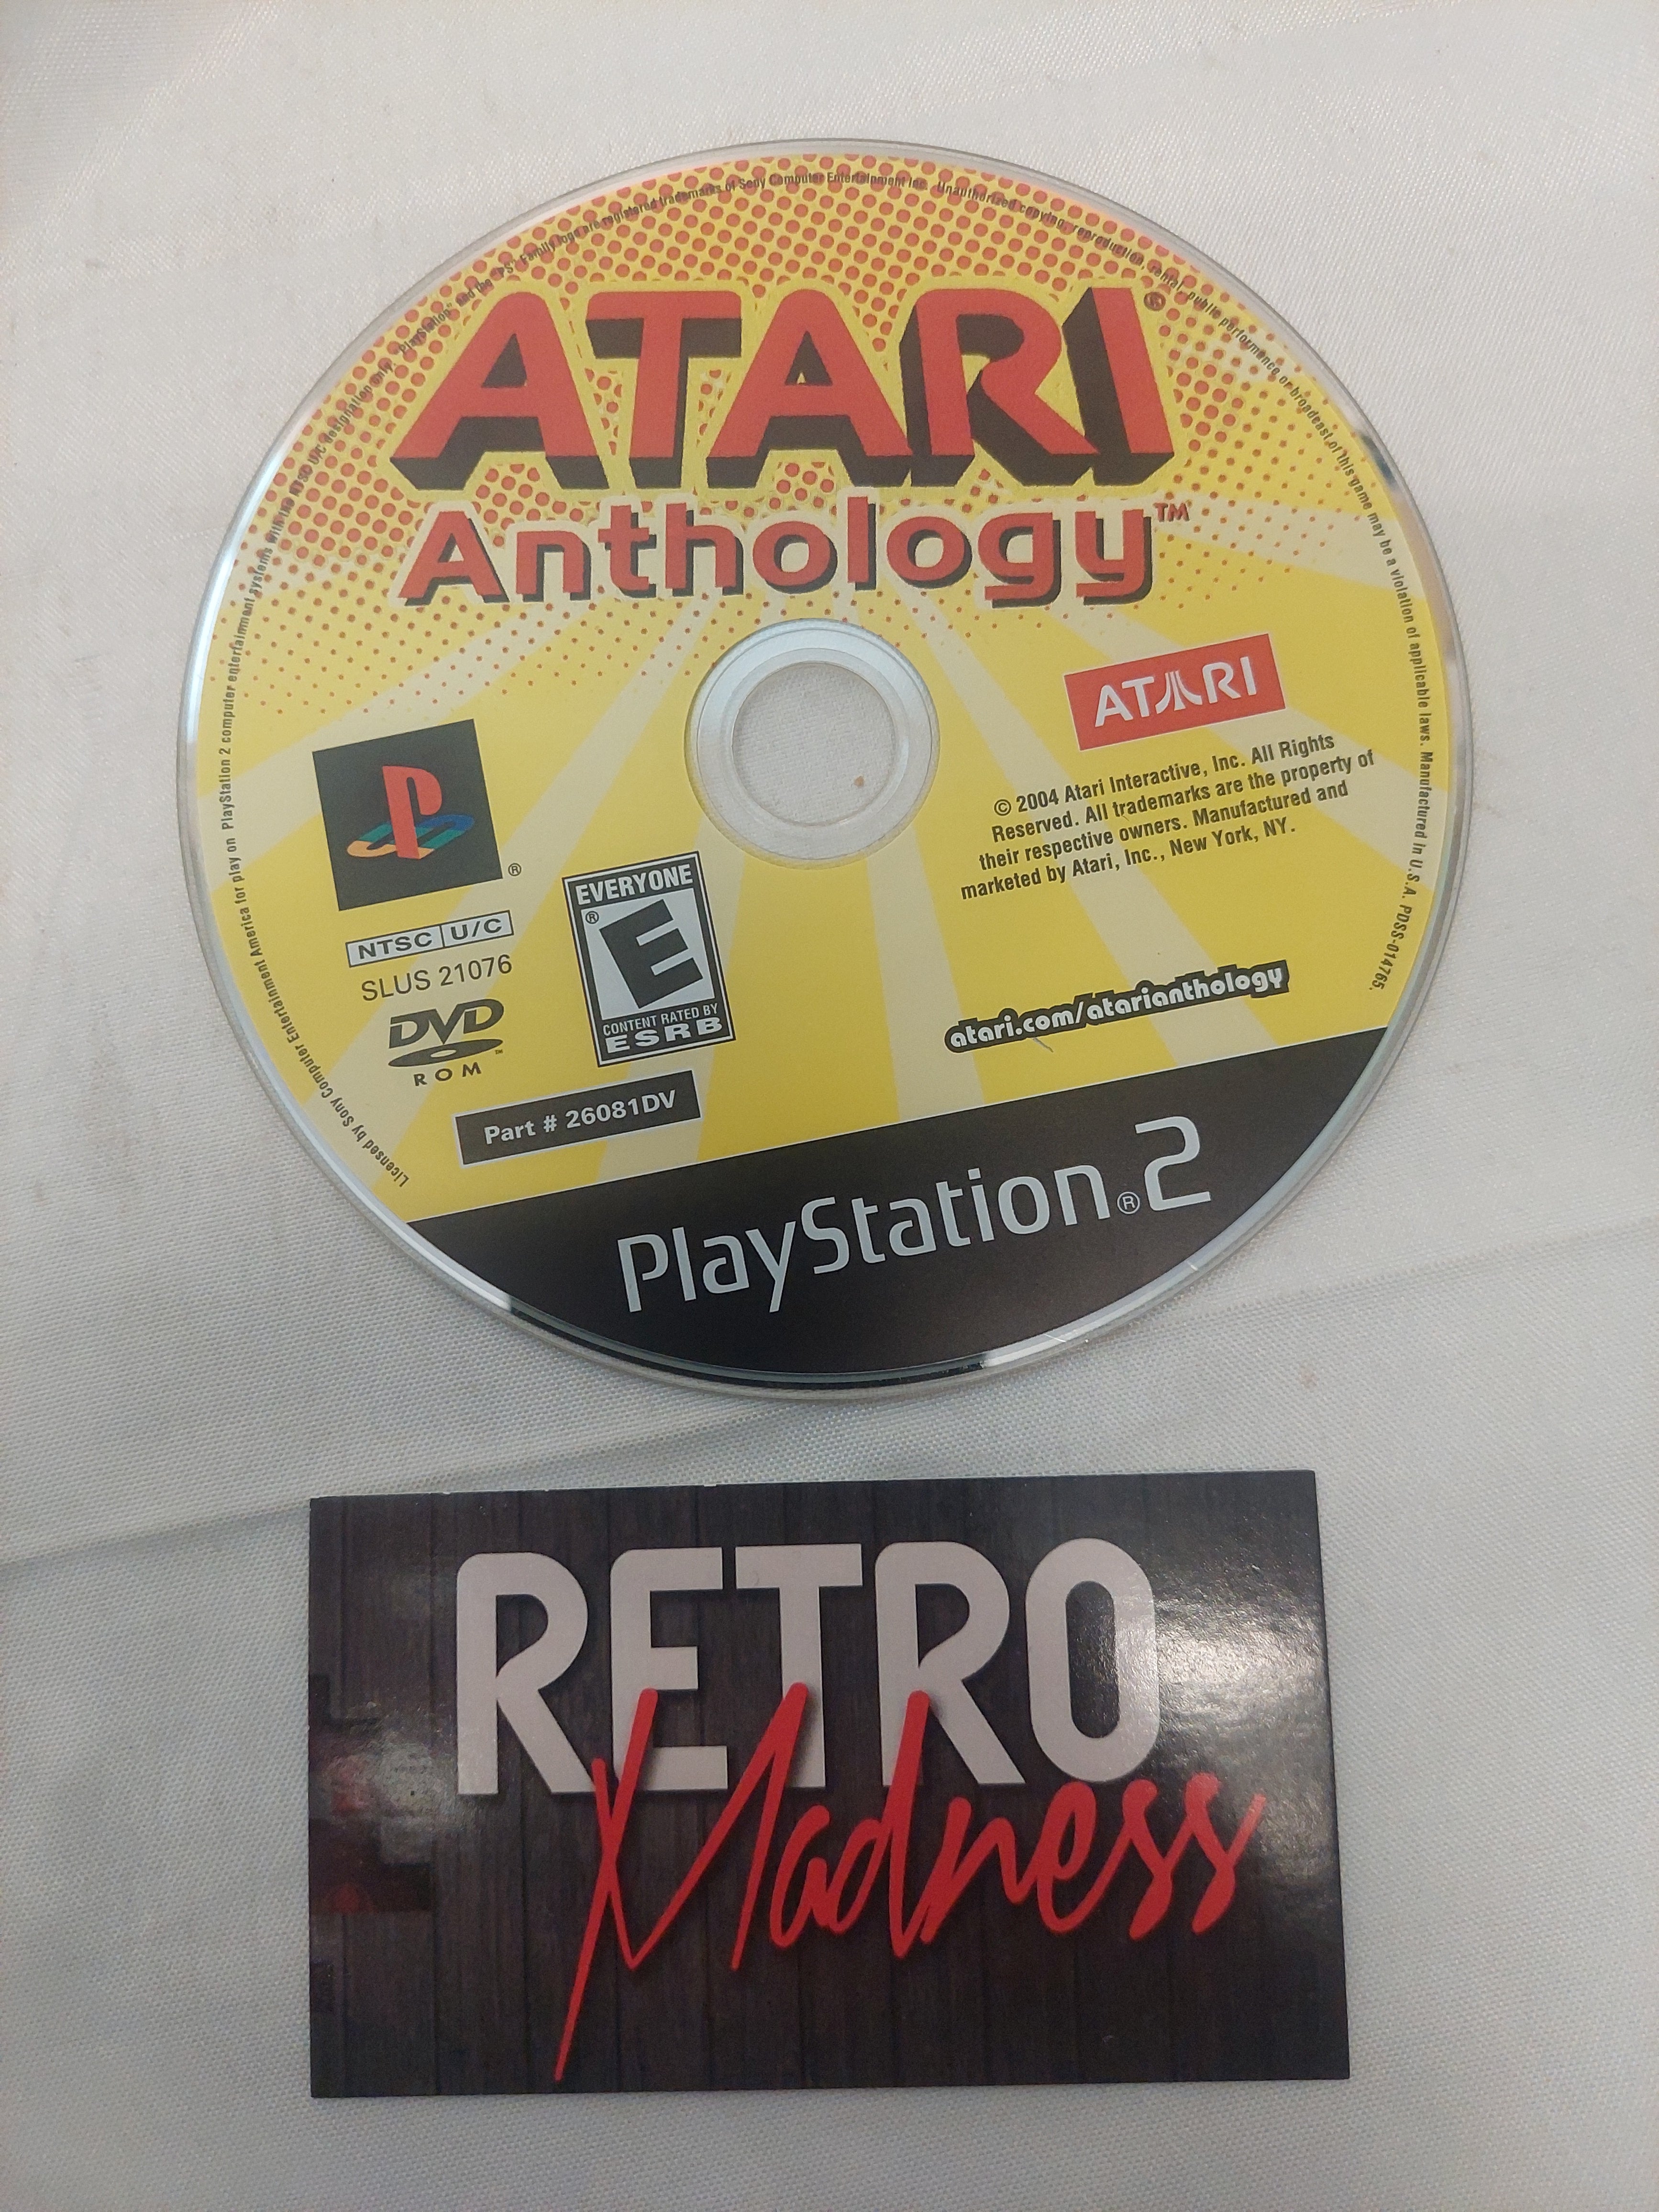 Licensed by Sony Computer Entertainment America for play on PlayStation 2 computer entertainment systems with the NTSC U/C designation only. "PlayStation" and the "PS" Family logo are registered trademarks of Sony Computer Entertainment Inc. Unauthorized copying, reproduction, rental, public performance or broadcast of this game may be a violation of applicable laws. Manufactured in U.S.A. PDSS-014765.
ATARI®
Anthology™
ATARI
© 2004 Atari Interactive, Inc. All Rights
Reserved. All trademarks are the property of
their respective owners. Manufactured and
marketed by Atari, Inc., New York, NY.
®
NTSC U/C
SLUS 21076
DVD™
ROM
EVERYONE
E®
CONTENT RATED BY
ESRB
atari.com/atarianthology
Part # 26081DV
PlayStation®2
RETRO
Madness